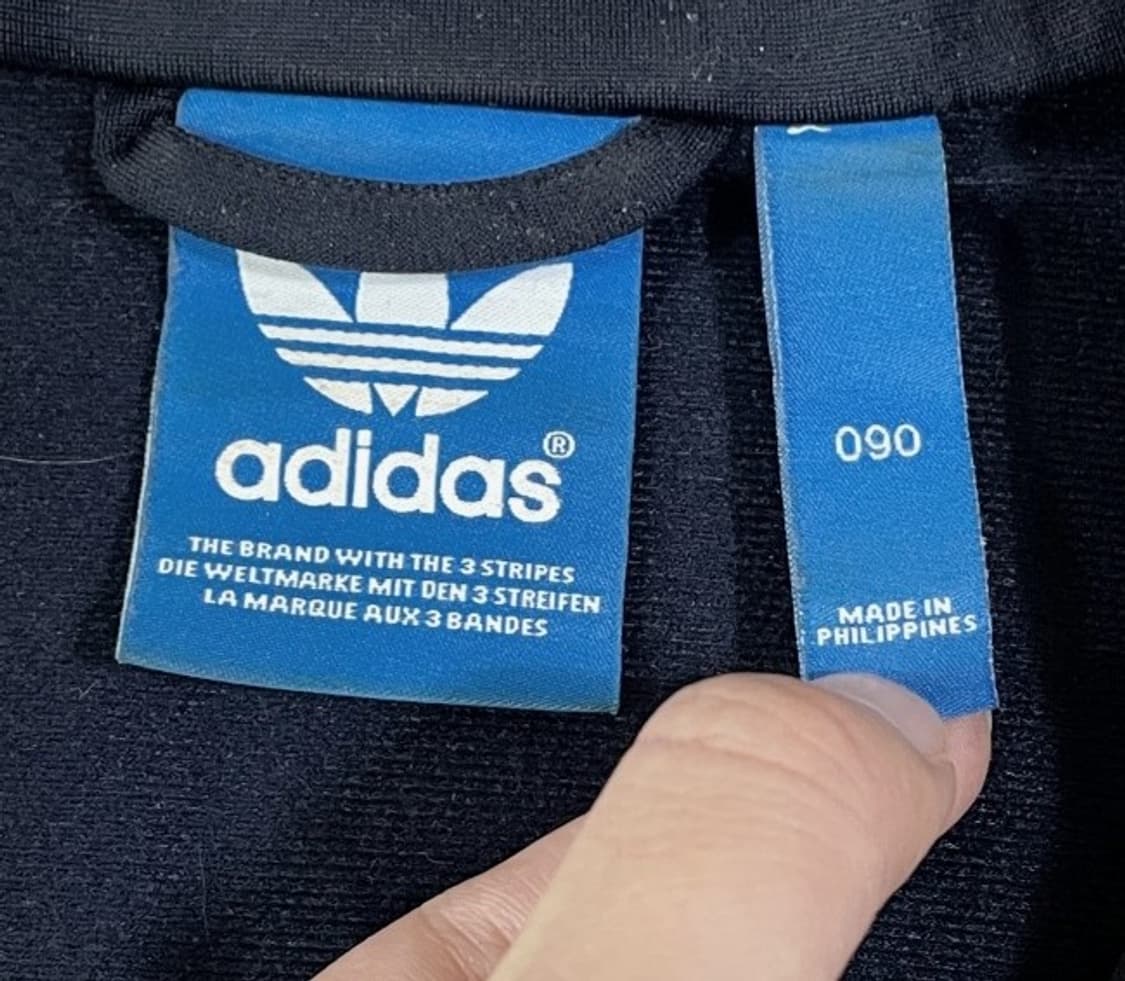 adidas®
THE BRAND WITH THE 3 STRIPES
DIE WELTMARKE MIT DEN 3 STREIFEN
LA MARQUE AUX 3 BANDES
090
MADE IN
PHILIPPINES